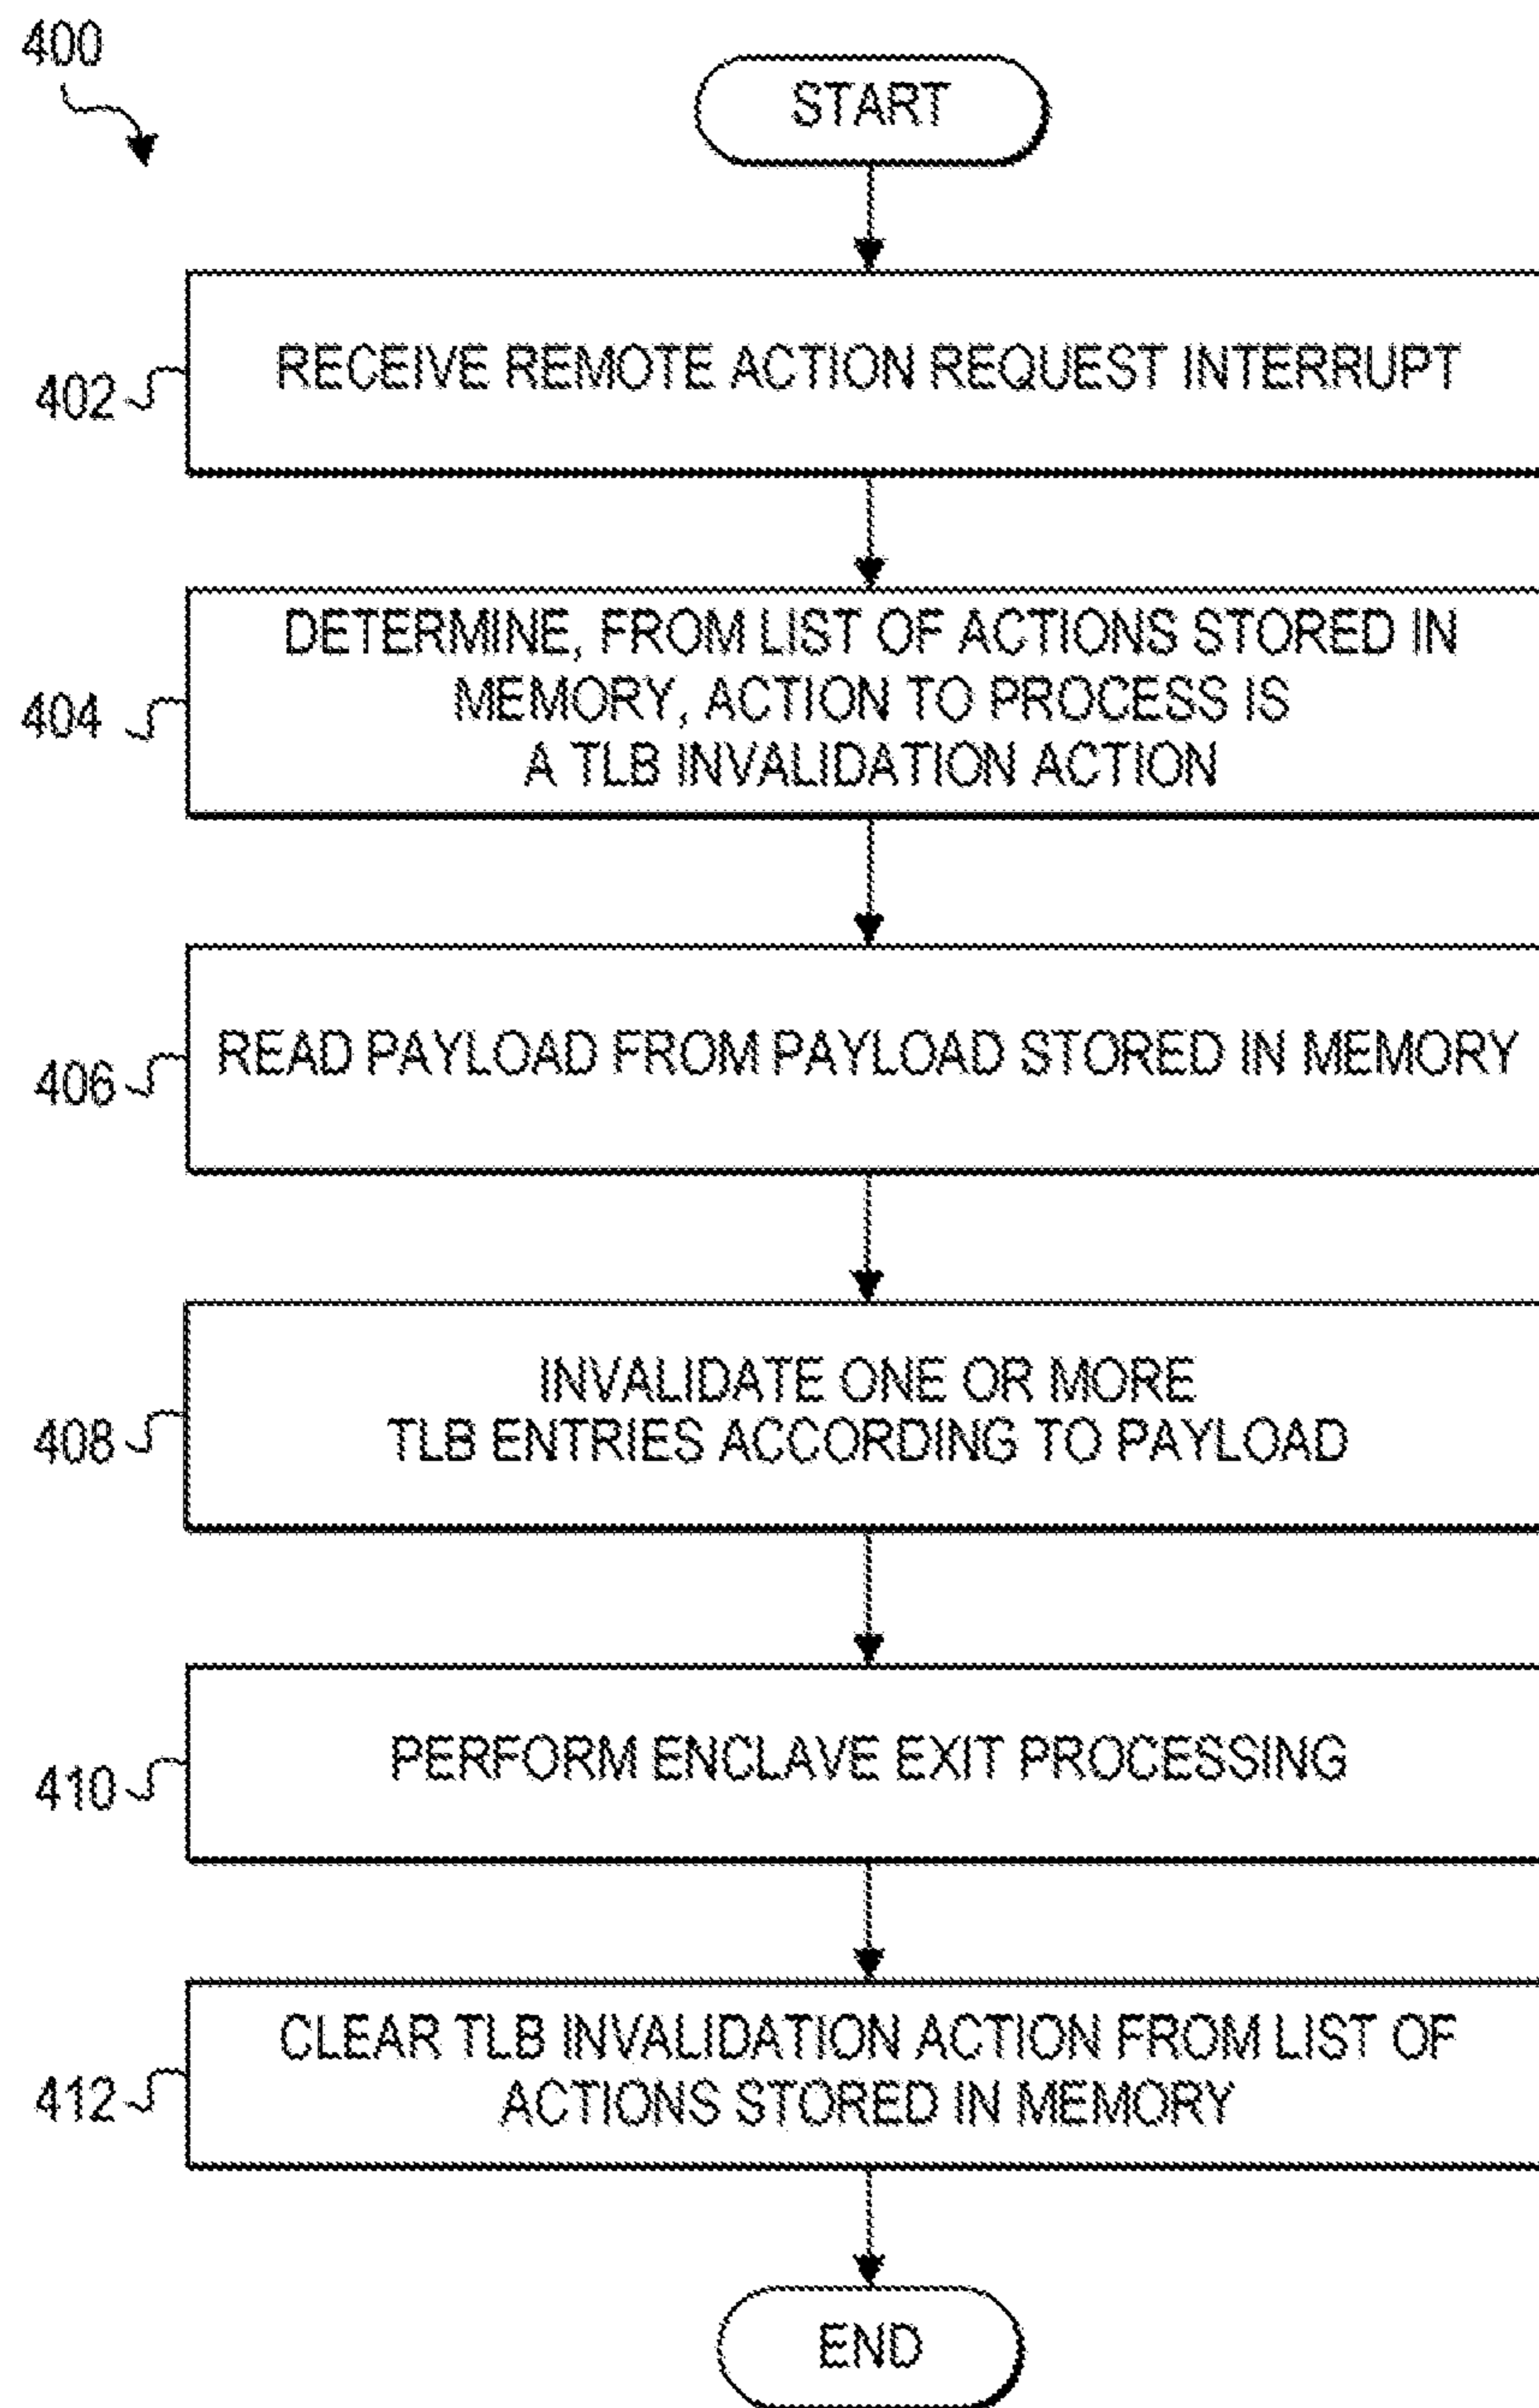 400
START
402
RECEIVE REMOTE ACTION REQUEST INTERRUPT
404
DETERMINE, FROM LIST OF ACTIONS STORED IN
MEMORY, ACTION TO PROCESS IS
A TLB INVALIDATION ACTION
406
READ PAYLOAD FROM PAYLOAD STORED IN MEMORY
408
INVALIDATE ONE OR MORE
TLB ENTRIES ACCORDING TO PAYLOAD
410
PERFORM ENCLAVE EXIT PROCESSING
412
CLEAR TLB INVALIDATION ACTION FROM LIST OF
ACTIONS STORED IN MEMORY
END